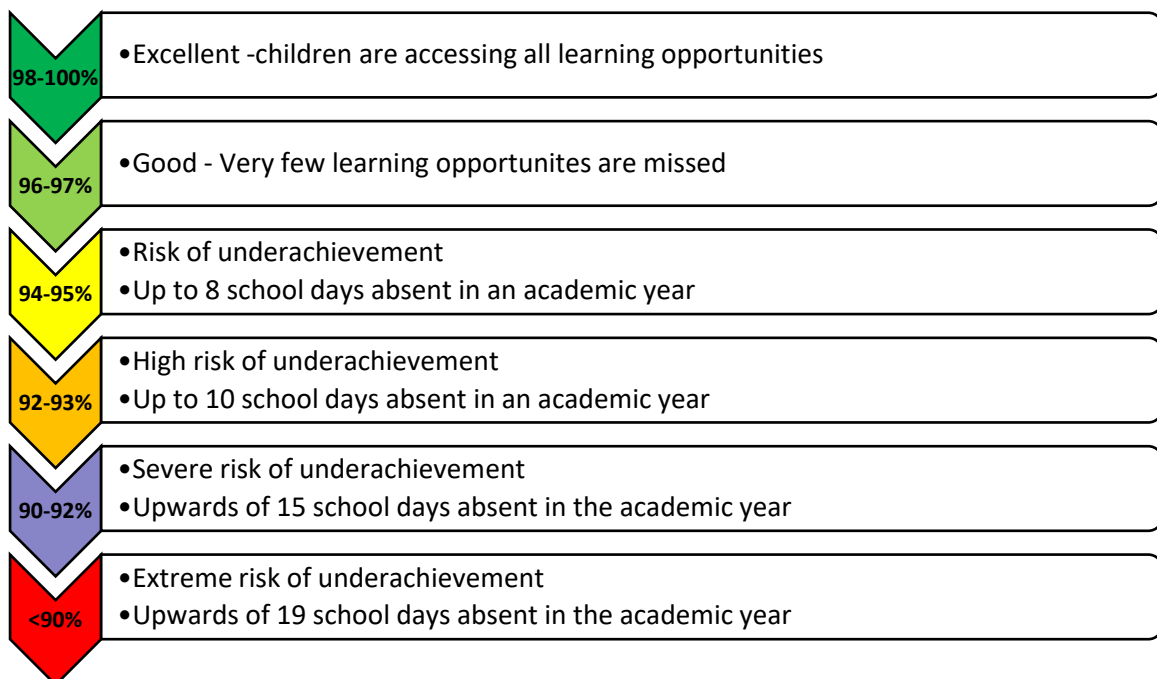 98-100%
•Excellent -children are accessing all learning opportunities
96-97%
•Good - Very few learning opportunites are missed
94-95%
•Risk of underachievement
•Up to 8 school days absent in an academic year
92-93%
•High risk of underachievement
•Up to 10 school days absent in an academic year
90-92%
•Severe risk of underachievement
•Upwards of 15 school days absent in the academic year
<90%
•Extreme risk of underachievement
•Upwards of 19 school days absent in the academic year